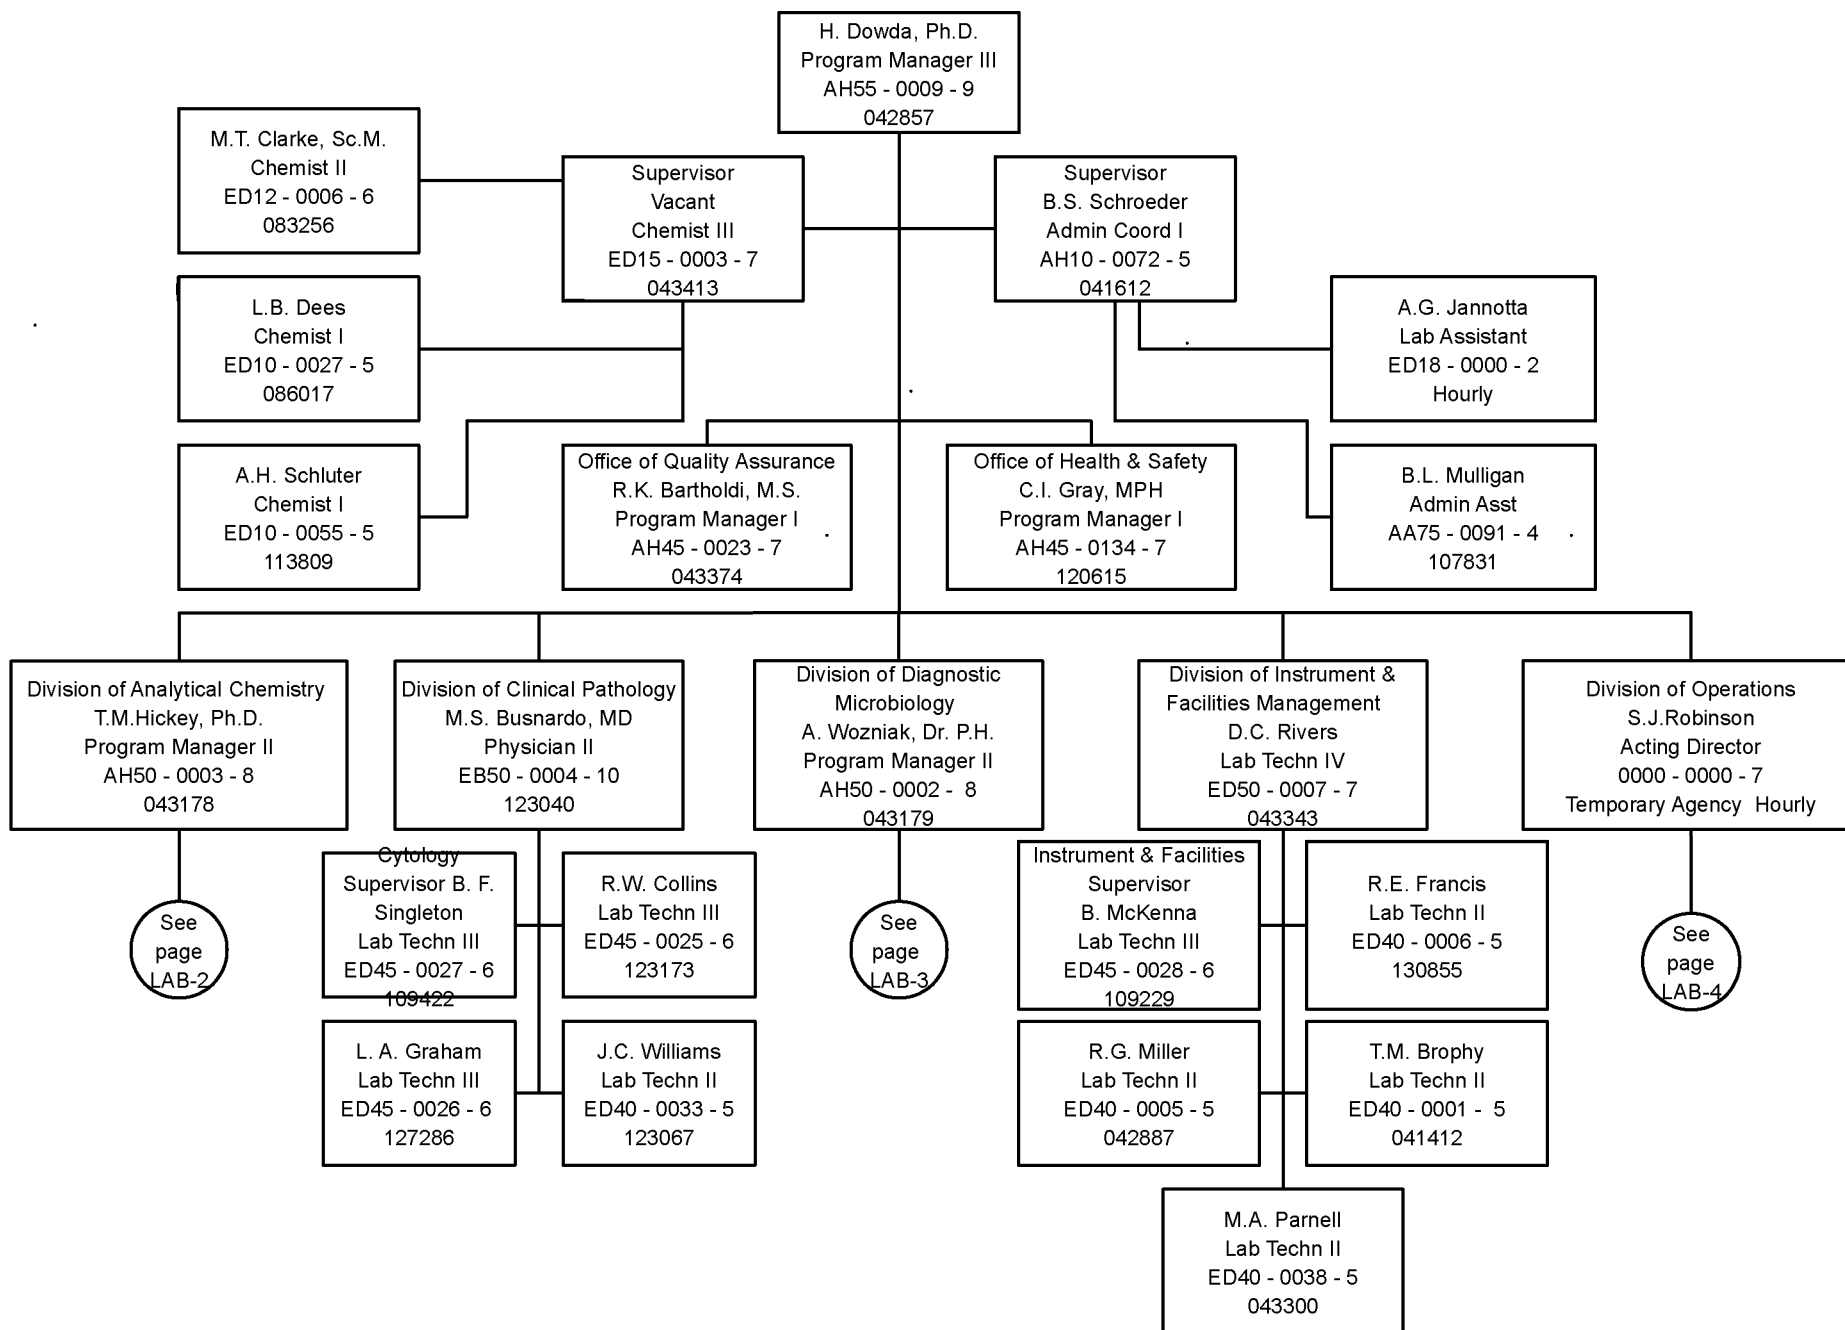 H. Dowda, Ph.D.
Program Manager III
AH55 - 0009 - 9
042857
M.T. Clarke, Sc.M.
Chemist II
ED12 - 0006 - 6
083256
Supervisor
Vacant
Chemist III
ED15 - 0003 - 7
043413
Supervisor
B.S. Schroeder
Admin Coord I
AH10 - 0072 - 5
041612
L.B. Dees
Chemist I
ED10 - 0027 - 5
086017
A.G. Jannotta
Lab Assistant
ED18 - 0000 - 2
Hourly
A.H. Schluter
Chemist I
ED10 - 0055 - 5
113809
Office of Quality Assurance
R.K. Bartholdi, M.S.
Program Manager I
AH45 - 0023 - 7
043374
Office of Health & Safety
C.I. Gray, MPH
Program Manager I
AH45 - 0134 - 7
120615
B.L. Mulligan
Admin Asst
AA75 - 0091 - 4
107831
Division of Analytical Chemistry
T.M.Hickey, Ph.D.
Program Manager II
AH50 - 0003 - 8
043178
Division of Clinical Pathology
M.S. Busnardo, MD
Physician II
EB50 - 0004 - 10
123040
Division of Diagnostic
Microbiology
A. Wozniak, Dr. P.H.
Program Manager II
AH50 - 0002 - 8
043179
Division of Instrument &
Facilities Management
D.C. Rivers
Lab Techn IV
ED50 - 0007 - 7
043343
Division of Operations
S.J.Robinson
Acting Director
0000 - 0000 - 7
Temporary Agency Hourly
See
page
LAB-2
Cytology
Supervisor B. F.
Singleton
Lab Techn III
ED45 - 0027 - 6
109422
R.W. Collins
Lab Techn III
ED45 - 0025 - 6
123173
See
page
LAB-3
Instrument & Facilities
Supervisor
B. McKenna
Lab Techn III
ED45 - 0028 - 6
109229
R.E. Francis
Lab Techn II
ED40 - 0006 - 5
130855
See
page
LAB-4
L. A. Graham
Lab Techn III
ED45 - 0026 - 6
127286
J.C. Williams
Lab Techn II
ED40 - 0033 - 5
123067
R.G. Miller
Lab Techn II
ED40 - 0005 - 5
042887
T.M. Brophy
Lab Techn II
ED40 - 0001 - 5
041412
M.A. Parnell
Lab Techn II
ED40 - 0038 - 5
043300